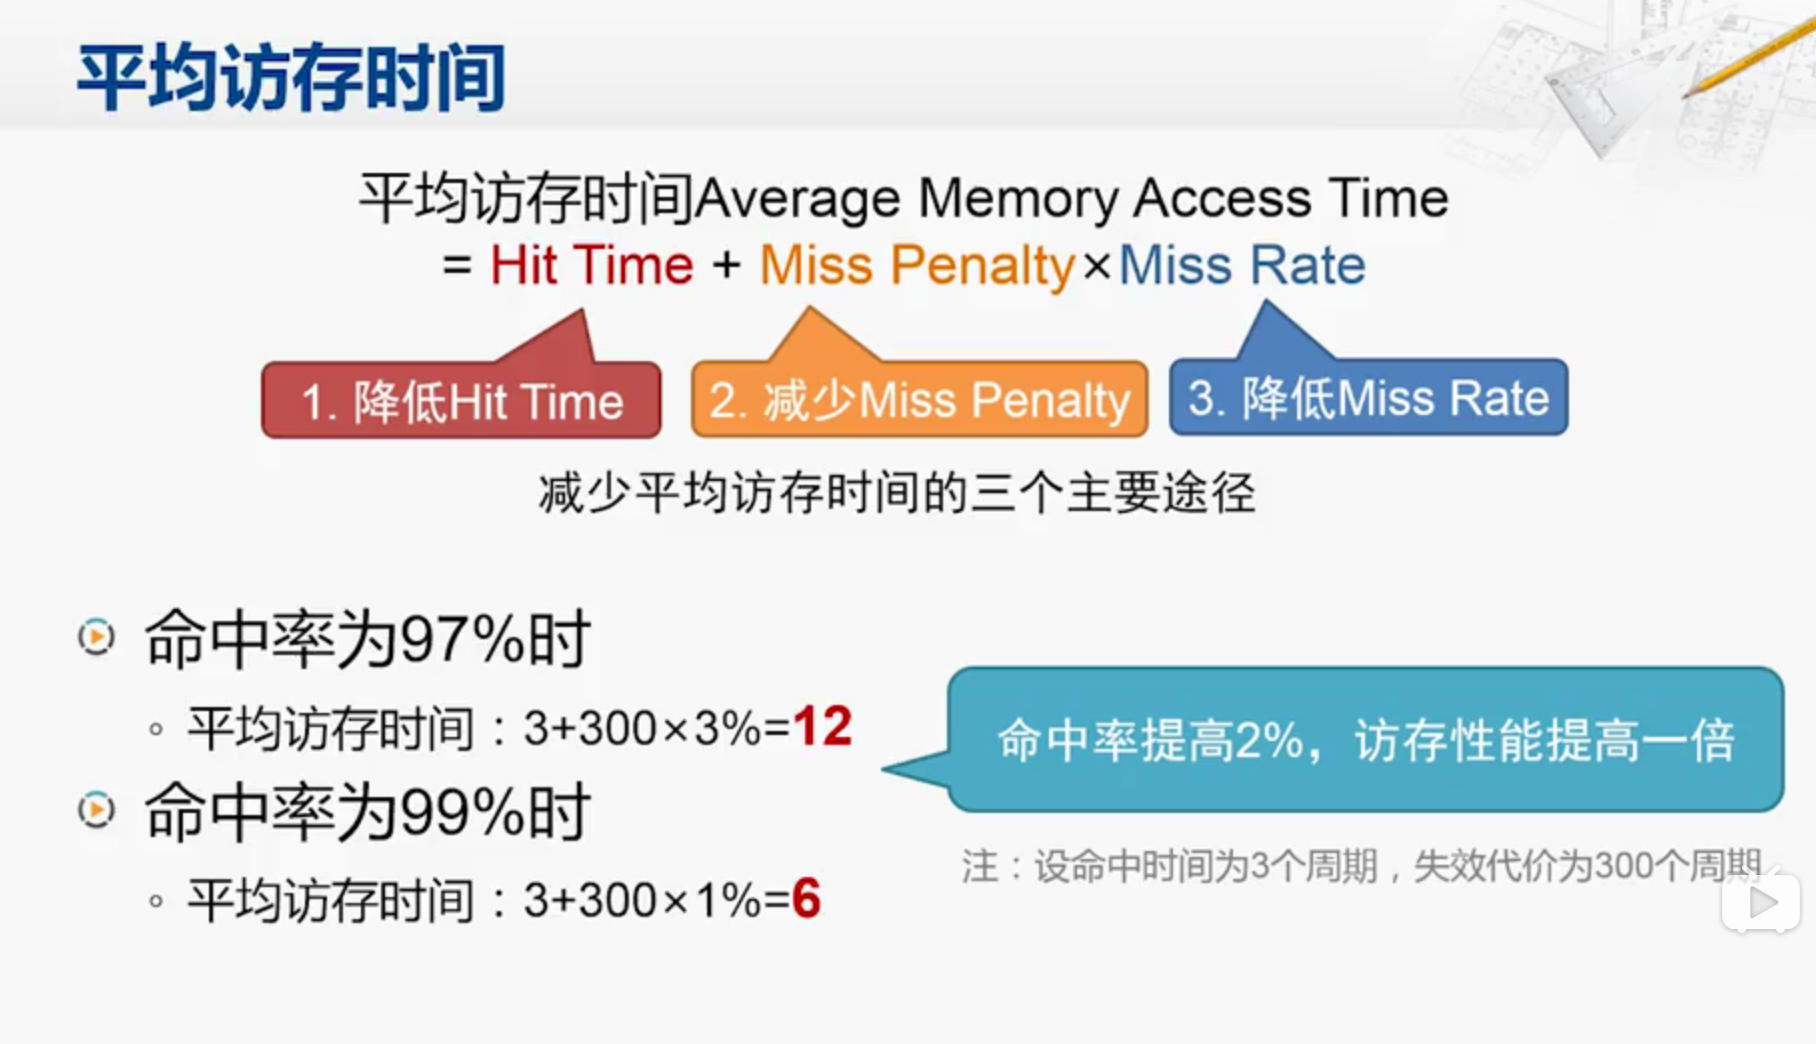 平均访存时间
平均访存时间Average Memory Access Time
= Hit Time + Miss Penalty×Miss Rate
1. 降低Hit Time
2. 减少Miss Penalty
3. 降低Miss Rate
减少平均访存时间的三个主要途径
命中率为97%时
平均访存时间：3+300×3%=12
命中率为99%时
平均访存时间：3+300×1%=6
命中率提高2%，访存性能提高一倍
注：设命中时间为3个周期，失效代价为300个周期